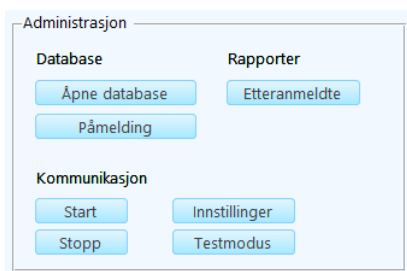 Administrasjon
Database
Rapporter
Åpne database
Etteranmeldte
Påmelding
Kommunikasjon
Start
Innstillinger
Stopp
Testmodus